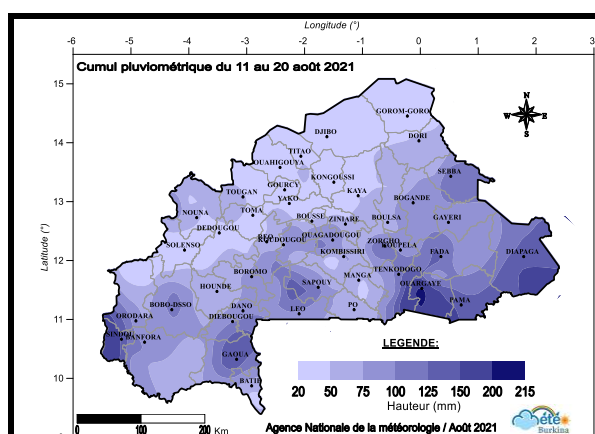 Longitude (°)
-6 -5 -4 -3 -2 -1 0 1 2 3
Cumul pluviométrique du 11 au 20 août 2021
15
14
13
12
11
10
Latitude (°)
N
W E
S
GOROM-GORO
DJIBO
DORI
TITAO
OUAHIGOUYA
SEBBA
KONGOUSSI
GOURCY
TOUGAN
KAYA
YAKO
BOGANDE
NOUNA
TOMA
BOUSSE
ZINIARE
BOULSA
GAYERI
DEDOUGOU
REO
KOUDOUGOU
OUAGADOUGOU
ZORGHO
SOLENSO
KOUPELA
KOMBISSIRI
FADA
DIAPAGA
BOROMO
TENKODOGO
MANGA
HOUNDE
SAPOUY
OUARGAYE
BOBO-DSSO
DANO
LEO
PO
PAMA
ORODARA
DIEBOUGOU
SINDOU
BANFORA
GAOUA
BATIE
LEGENDE:
20 50 75 100 125 150 200 215
Hauteur (mm)
0 100 200 Km
Agence Nationale de la météorologie / Août 2021
météo
Burkina